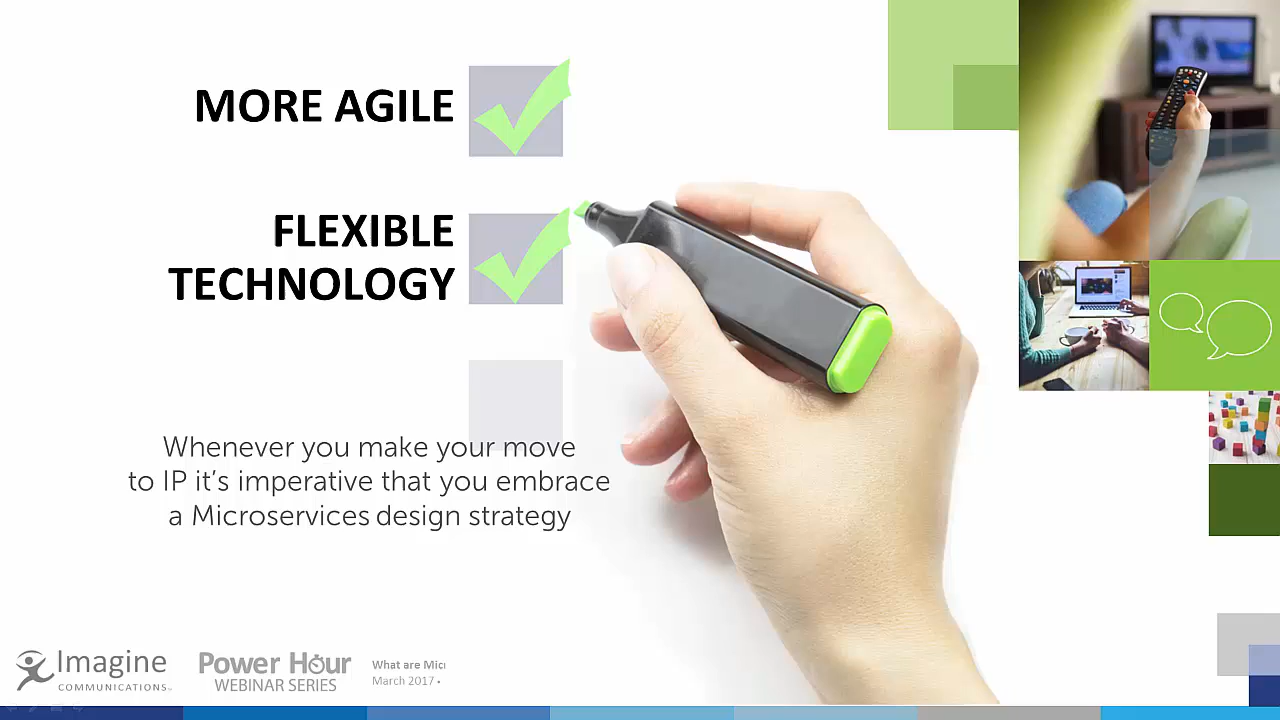 MORE AGILE
FLEXIBLE
TECHNOLOGY
Whenever you make your move
to IP it’s imperative that you embrace
a Microservices design strategy
Imagine
COMMUNICATIONS
Power Hour
WEBINAR SERIES
What are
March 2017 •